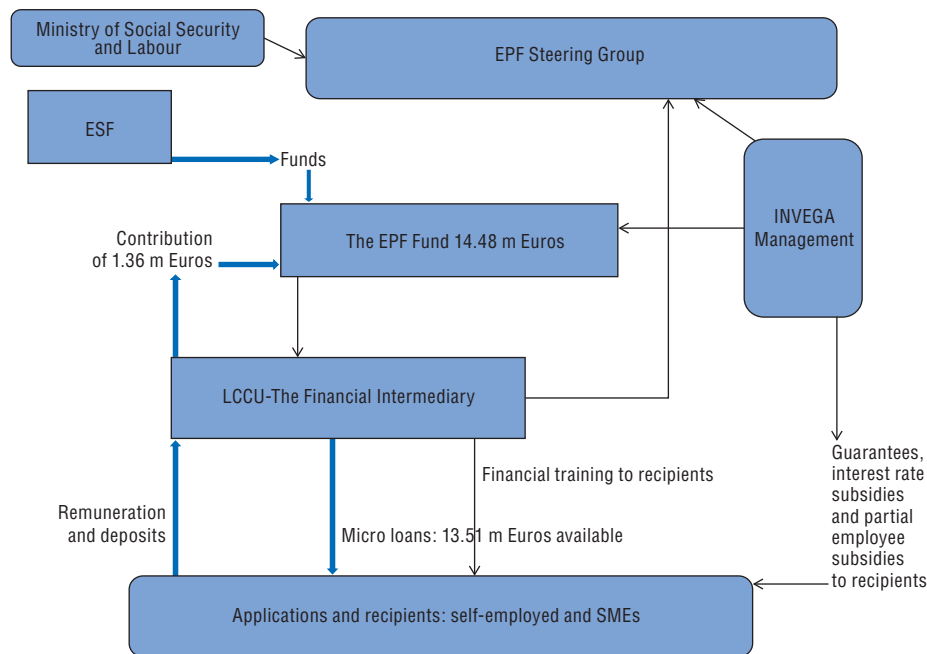 Ministry of Social Security
and Labour
EPF Steering Group
ESF
Funds
INVEGA
Management
The EPF Fund 14.48 m Euros
Contribution
of 1.36 m Euros
LCCU-The Financial Intermediary
Financial training to recipients
Guarantees,
interest rate
subsidies
and partial
employee
subsidies
to recipients
Remuneration
and deposits
Micro loans: 13.51 m Euros available
Applications and recipients: self-employed and SMEs